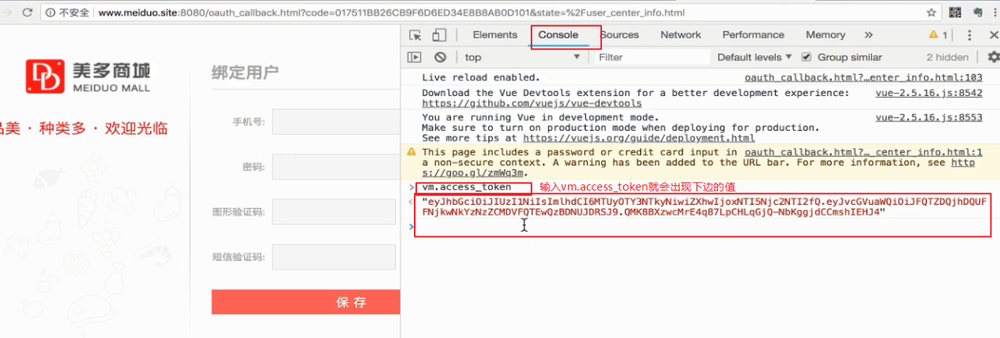 不安全 www.meiduo.site:8080/oauth_callback.html?code=017511BB26CB9F6D6ED34E8B8AB0D101&state=%2Fuser_center_info.html
美多商城
MEIDUO MALL
品美 · 种类多 · 欢迎光临
绑定用户
手机号:
密码:
图形验证码:
短信验证码:
保 存
Elements Console Sources Network Performance Memory » 1
top Filter Default levels Group similar 2 hidden
Live reload enabled. oauth_callback.html?…enter_info.html:103
Download the Vue Devtools extension for a better development experience: vue-2.5.16.js:8542
https://github.com/vuejs/vue-devtools
You are running Vue in development mode. vue-2.5.16.js:8553
Make sure to turn on production mode when deploying for production.
See more tips at https://vuejs.org/guide/deployment.html
This page includes a password or credit card input in oauth_callback.html?…_center_info.html:1
a non-secure context. A warning has been added to the URL bar. For more information, see http
s://goo.gl/zmWq3m.
> vm.access_token 输入vm.access_token就会出现下边的值
"eyJhbGciOiJIUzI1NiIsImlhdCI6MTUyOTY3NTkyNiwiZXhwIjoxNTI5Njc2NTI2fQ.eyJvcGVuaWQiOiJFQTZDQjhDQUF
FNjkwNkYzNzZCMDVFQTEwQzBDNUJDRSJ9.QMK8BXzwcMrE4q87LpCHLqGjQ-NbKggjdCCmshIEHJ4"
>